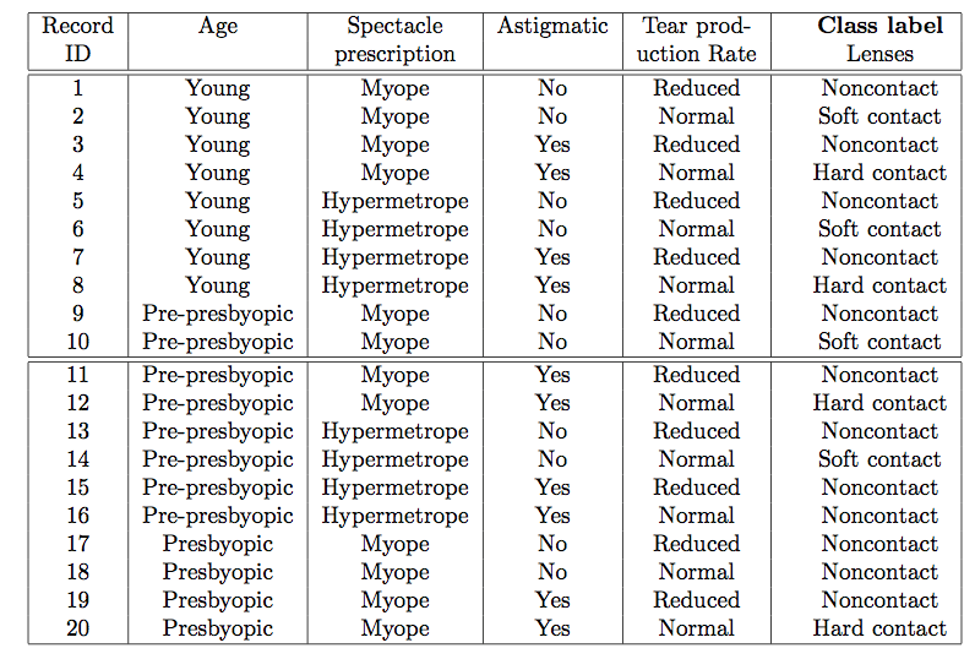 Record Age Spectacle Astigmatic Tear prod- Class label
ID prescription uction Rate Lenses
1 Young Myope No Reduced Noncontact
2 Young Myope No Normal Soft contact
3 Young Myope Yes Reduced Noncontact
4 Young Myope Yes Normal Hard contact
5 Young Hypermetrope No Reduced Noncontact
6 Young Hypermetrope No Normal Soft contact
7 Young Hypermetrope Yes Reduced Noncontact
8 Young Hypermetrope Yes Normal Hard contact
9 Pre-presbyopic Myope No Reduced Noncontact
10 Pre-presbyopic Myope No Normal Soft contact
11 Pre-presbyopic Myope Yes Reduced Noncontact
12 Pre-presbyopic Myope Yes Normal Hard contact
13 Pre-presbyopic Hypermetrope No Reduced Noncontact
14 Pre-presbyopic Hypermetrope No Normal Soft contact
15 Pre-presbyopic Hypermetrope Yes Reduced Noncontact
16 Pre-presbyopic Hypermetrope Yes Normal Noncontact
17 Presbyopic Myope No Reduced Noncontact
18 Presbyopic Myope No Normal Noncontact
19 Presbyopic Myope Yes Reduced Noncontact
20 Presbyopic Myope Yes Normal Hard contact